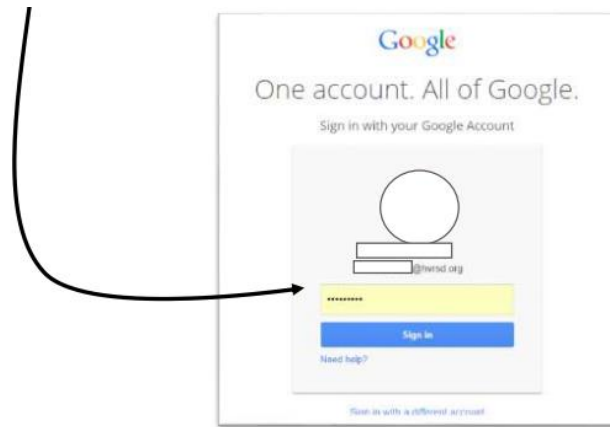 Google
One account. All of Google.
Sign in with your Google Account
@hvrsd.org
•••••••••
Sign in
Need help?
Sign in with a different account